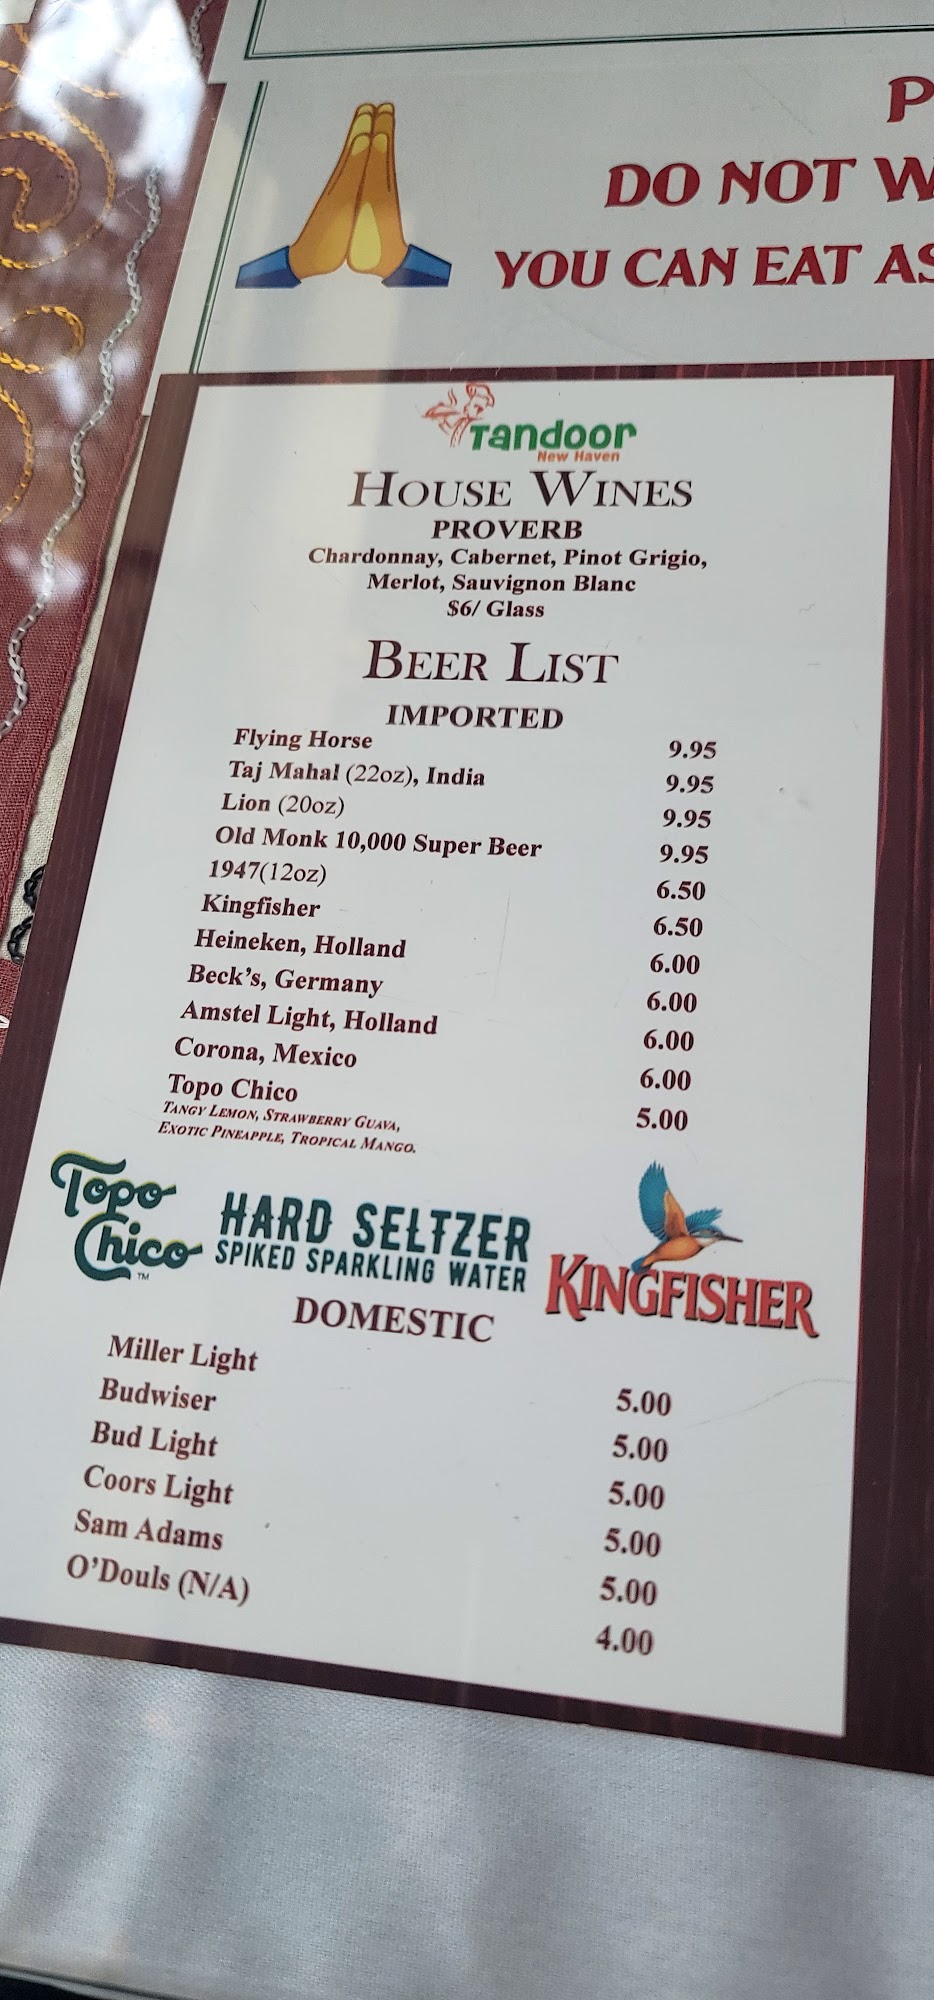 P
DO NOT W
YOU CAN EAT AS
Tandoor
New Haven
HOUSE WINES
PROVERB
Chardonnay, Cabernet, Pinot Grigio,
Merlot, Sauvignon Blanc
$6/ Glass
BEER LIST
IMPORTED
Flying Horse 9.95
Taj Mahal (22oz), India 9.95
Lion (20oz) 9.95
Old Monk 10,000 Super Beer 9.95
1947(12oz) 6.50
Kingfisher 6.50
Heineken, Holland 6.00
Beck's, Germany 6.00
Amstel Light, Holland 6.00
Corona, Mexico 6.00
Topo Chico 5.00
TANGY LEMON, STRAWBERRY GUAVA,
EXOTIC PINEAPPLE, TROPICAL MANGO.
Topo
Chico™
HARD SELTZER
SPIKED SPARKLING WATER
KINGFISHER
DOMESTIC
Miller Light 5.00
Budwiser 5.00
Bud Light 5.00
Coors Light 5.00
Sam Adams 5.00
O'Douls (N/A) 4.00